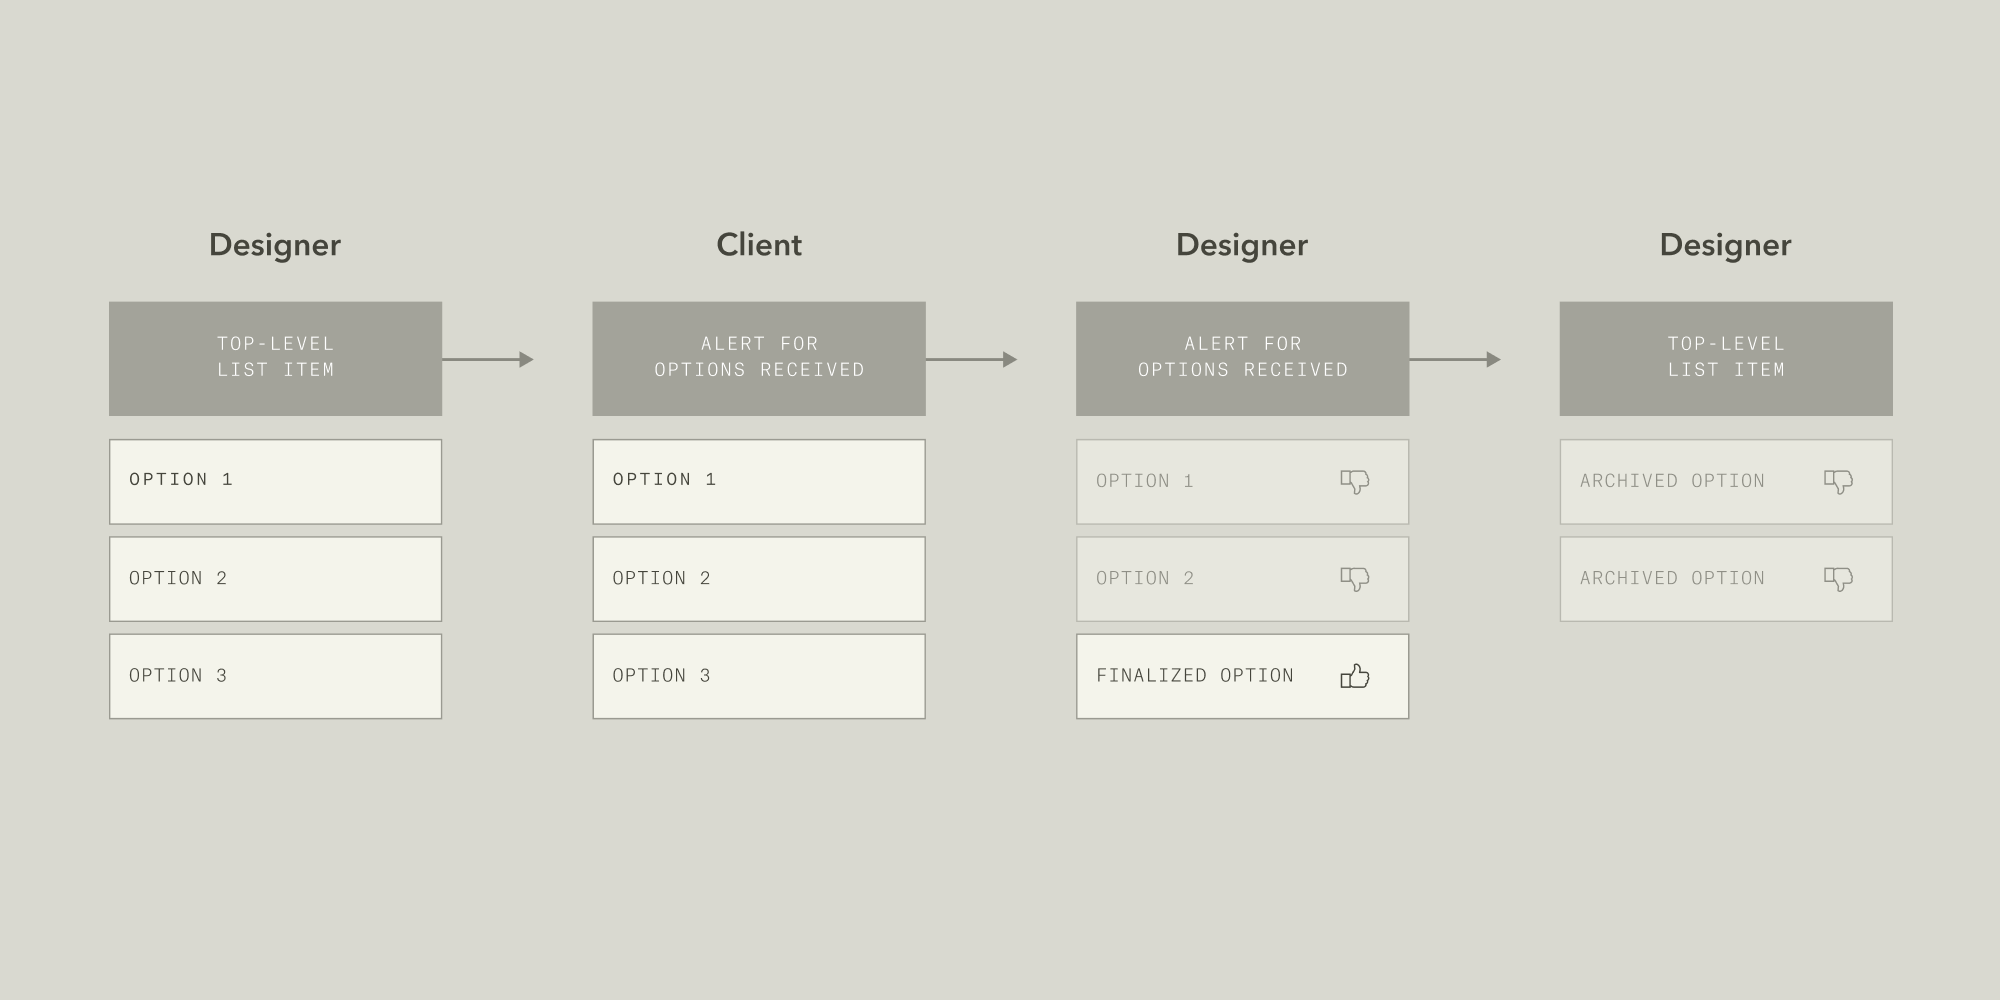 Designer
TOP-LEVEL
LIST ITEM
OPTION 1
OPTION 2
OPTION 3
Client
ALERT FOR
OPTIONS RECEIVED
OPTION 1
OPTION 2
OPTION 3
Designer
ALERT FOR
OPTIONS RECEIVED
OPTION 1
OPTION 2
FINALIZED OPTION
Designer
TOP-LEVEL
LIST ITEM
ARCHIVED OPTION
ARCHIVED OPTION